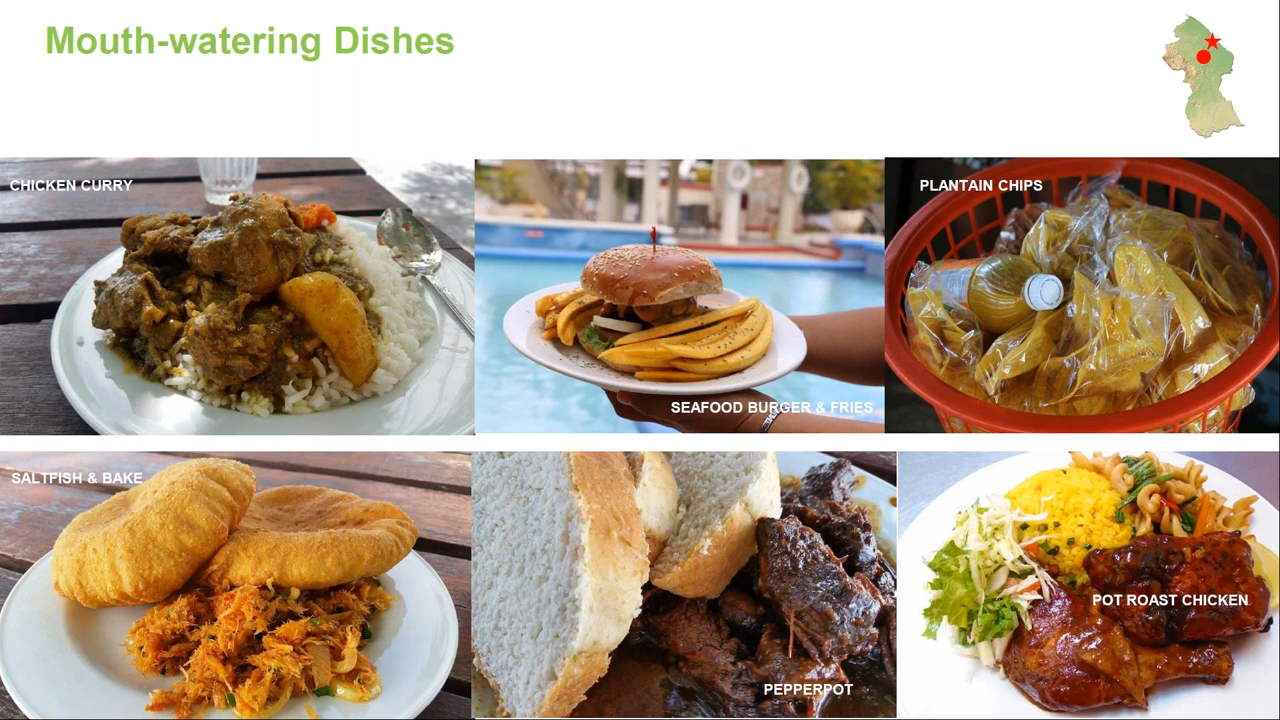 Mouth-watering Dishes
CHICKEN CURRY
PLANTAIN CHIPS
SEAFOOD BURGER & FRIES
SALTFISH & BAKE
POT ROAST CHICKEN
PEPPERPOT